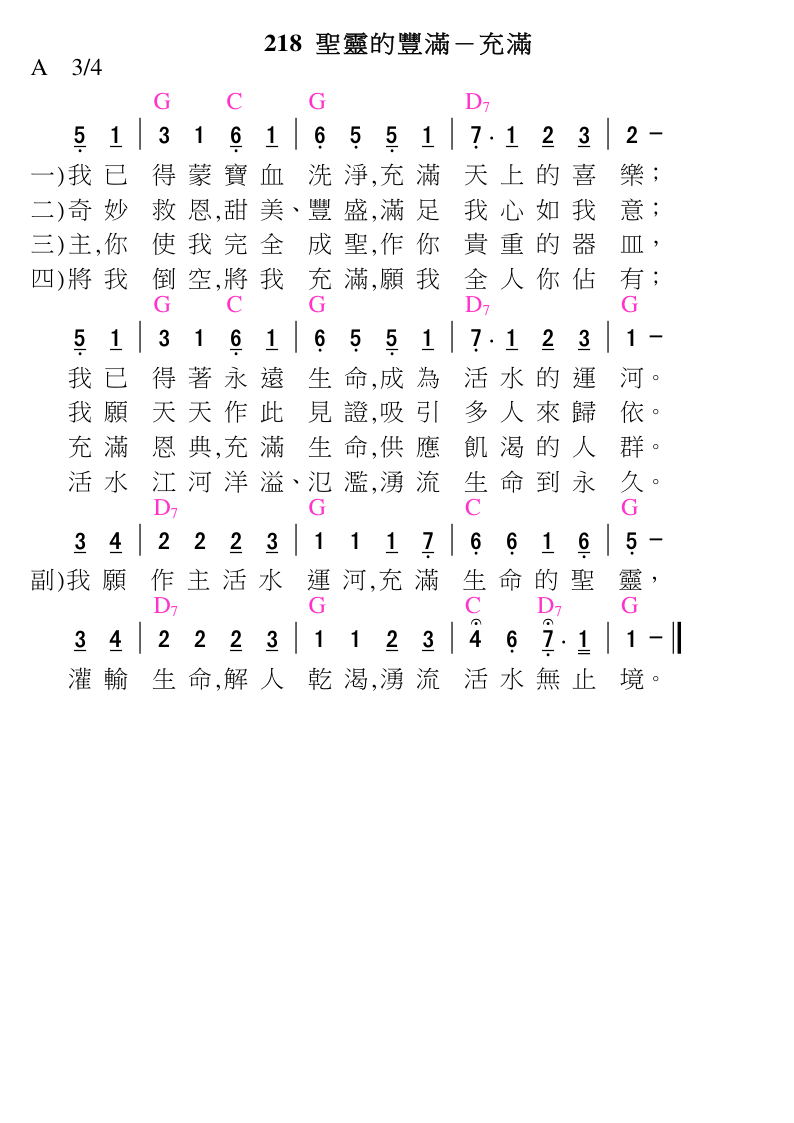 218 聖靈的豐滿－充滿
A 3/4
G C G D7
5 1 | 3 1 6 1 | 6 5 5 1 | 7 · 1 2 3 | 2 －
一)我已 得蒙寶血 洗淨,充滿 天上的喜 樂；
二)奇妙 救恩,甜美、豐盛,滿足 我心如我 意；
三)主,你 使我完全 成聖,作你 貴重的器 皿，
四)將我 倒空,將我 充滿,願我 全人你佔 有；
G C G D7 G
5 1 | 3 1 6 1 | 6 5 5 1 | 7 · 1 2 3 | 1 －
我已 得著永遠 生命,成為 活水的運 河。
我願 天天作此 見證,吸引 多人來歸 依。
充滿 恩典,充滿 生命,供應 飢渴的人 群。
活水 江河洋溢、氾濫,湧流 生命到永 久。
D7 G C G
3 4 | 2 2 2 3 | 1 1 1 7 | 6 6 1 6 | 5 －
副)我願 作主活水 運河,充滿 生命的聖 靈，
D7 G C D7 G
3 4 | 2 2 2 3 | 1 1 2 3 | 4 6 7 · 1 | 1 － ‖
灌輸 生命,解人 乾渴,湧流 活水無止 境。